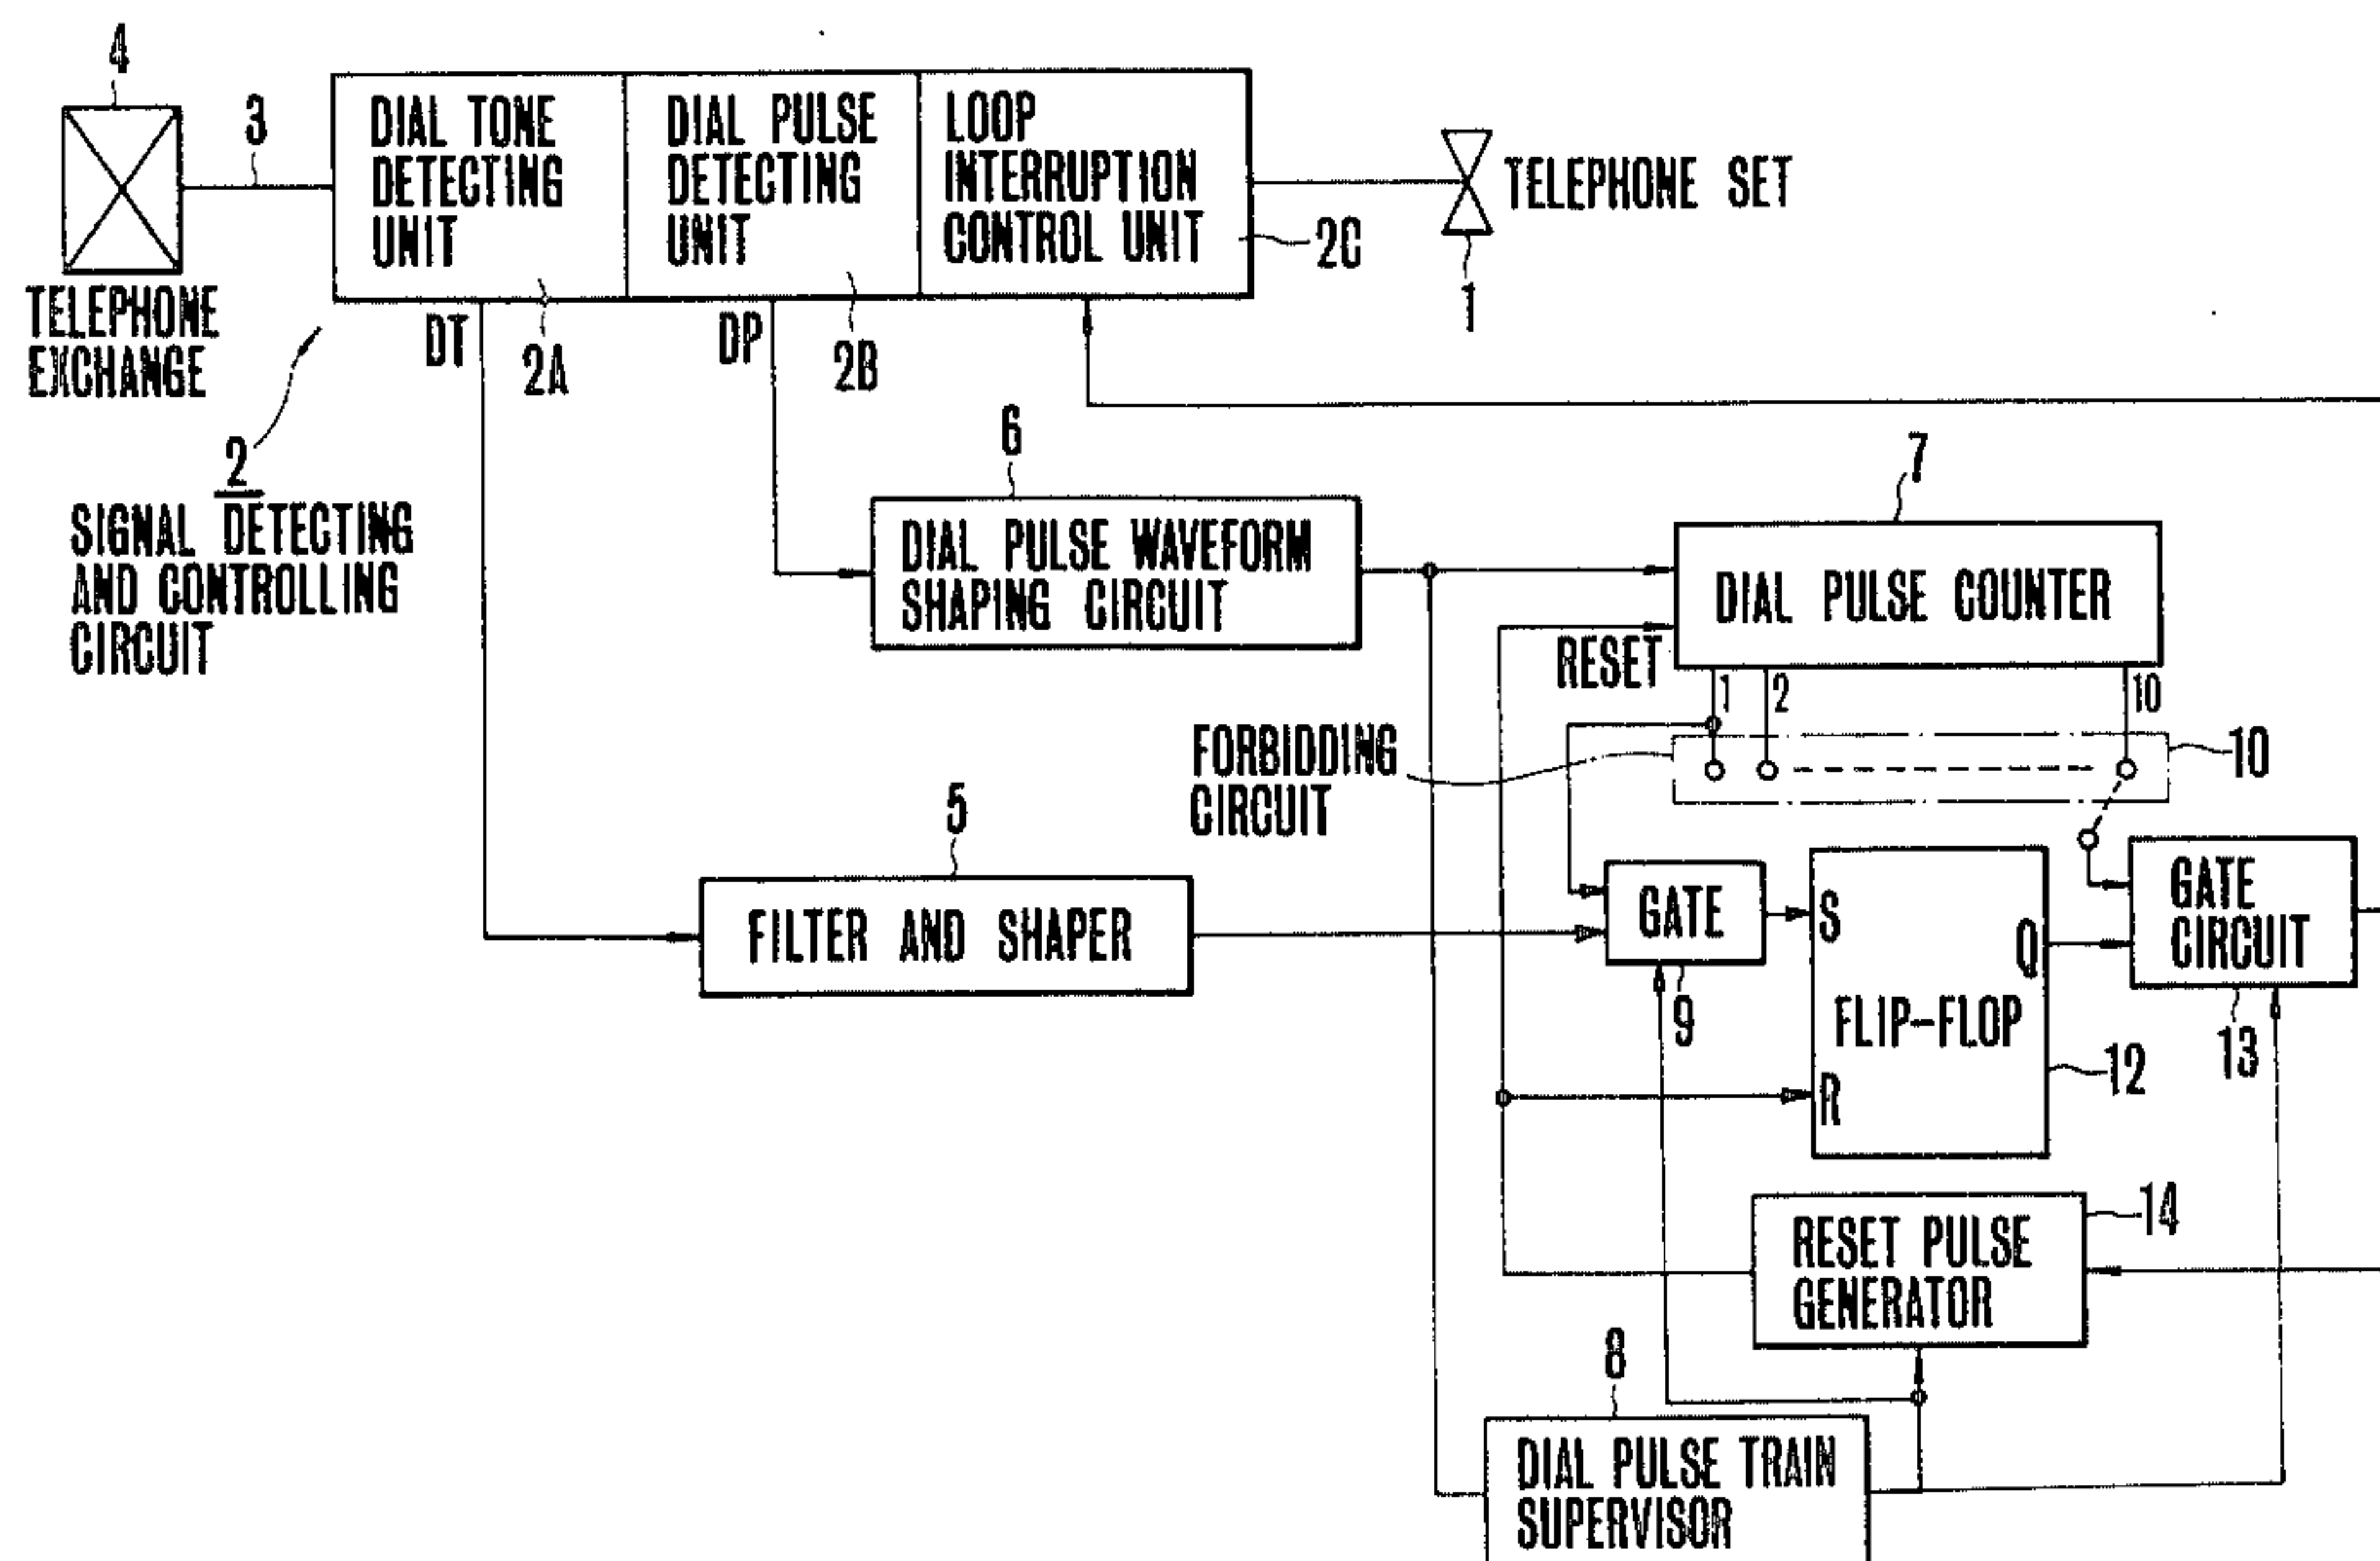 4
3
DIAL TONE
DETECTING
UNIT
DIAL PULSE
DETECTING
UNIT
LOOP
INTERRUPTION
CONTROL UNIT
TELEPHONE SET
2C
1
TELEPHONE
EXCHANGE
DT
2A
DP
2B
2
SIGNAL DETECTING
AND CONTROLLING
CIRCUIT
6
DIAL PULSE WAVEFORM
SHAPING CIRCUIT
7
DIAL PULSE COUNTER
RESET
1
2
10
FORBIDDING
CIRCUIT
10
5
FILTER AND SHAPER
GATE
9
S
Q
FLIP-FLOP
R
12
GATE
CIRCUIT
13
RESET PULSE
GENERATOR
14
8
DIAL PULSE TRAIN
SUPERVISOR